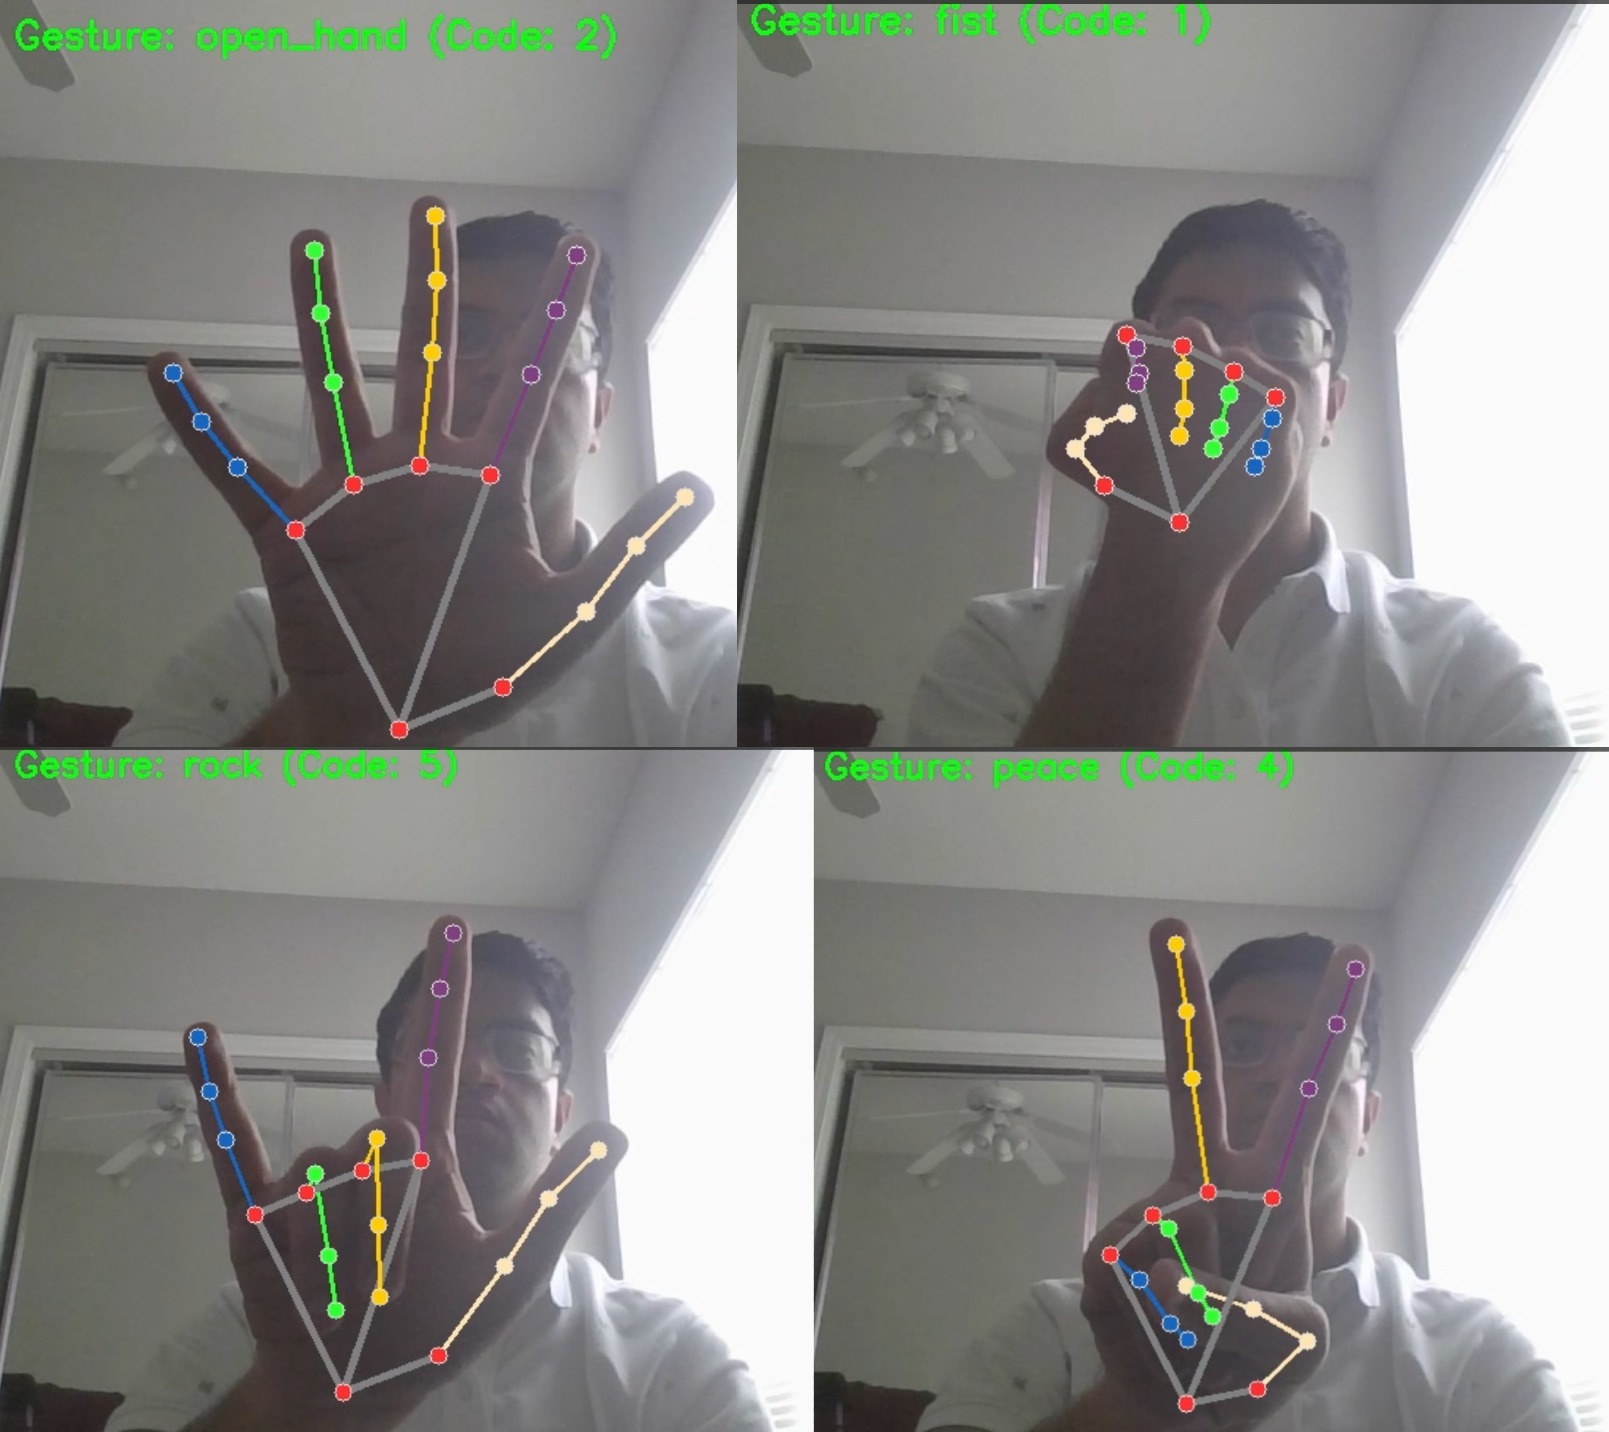 Gesture: open_hand (Code: 2)
Gesture: fist (Code: 1)
Gesture: rock (Code: 5)
Gesture: peace (Code: 4)